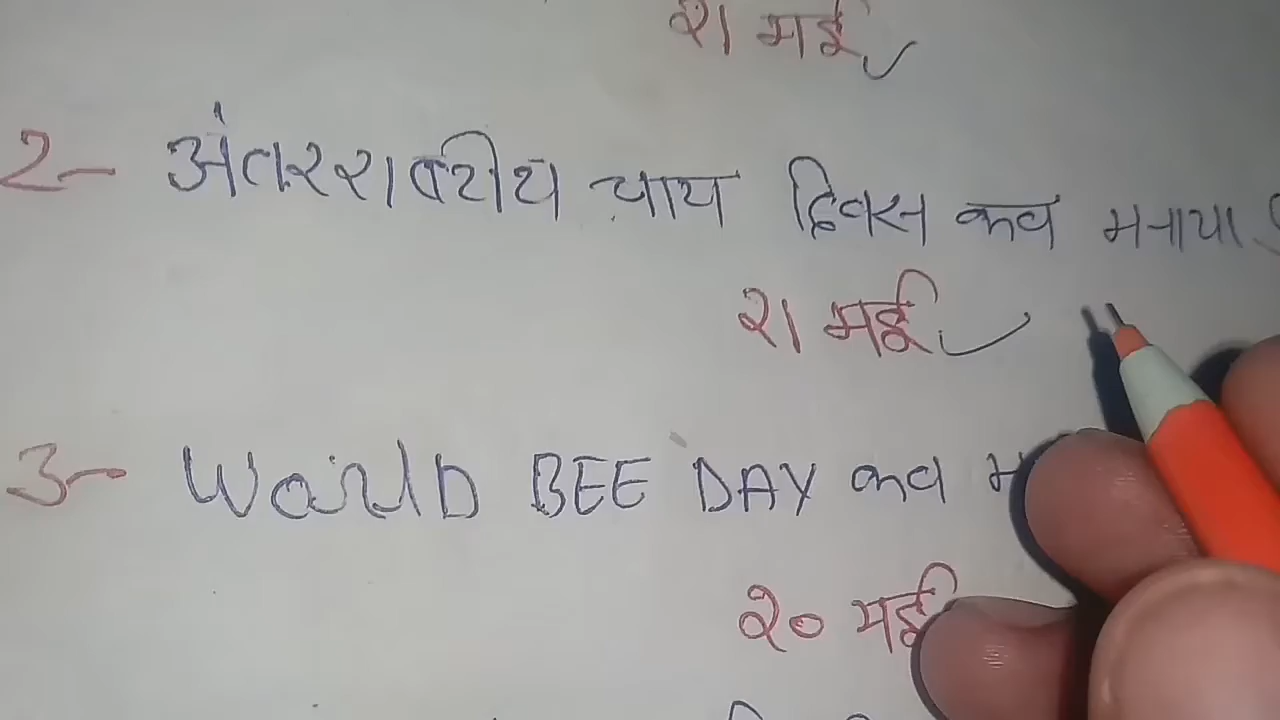 २१ मई
2- अंतरराष्ट्रीय चाय दिवस कब मनाया
२१ मई
3- World BEE DAY कब
२० मई